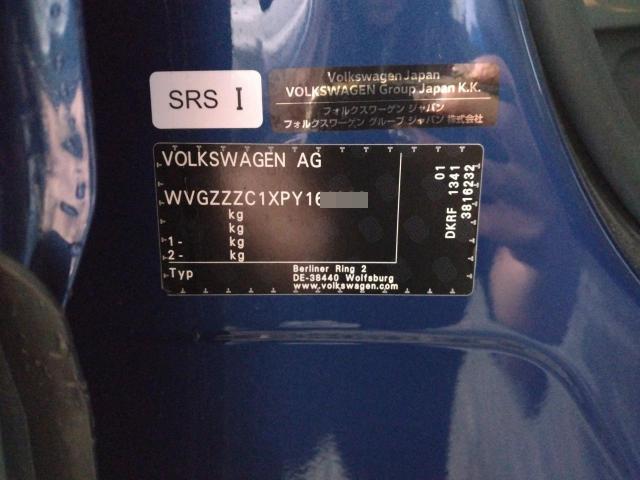 SRS I
Volkswagen Japan
VOLKSWAGEN Group Japan K.K.
フォルクスワーゲン ジャパン
フォルクスワーゲン グループ ジャパン 株式会社
VOLKSWAGEN AG
WVGZZZC1XPY16
kg
kg
1- kg
2- kg
Typ
Berliner Ring 2
DE-38440 Wolfsburg
www.volkswagen.com
01
DKRF 1341
3816232